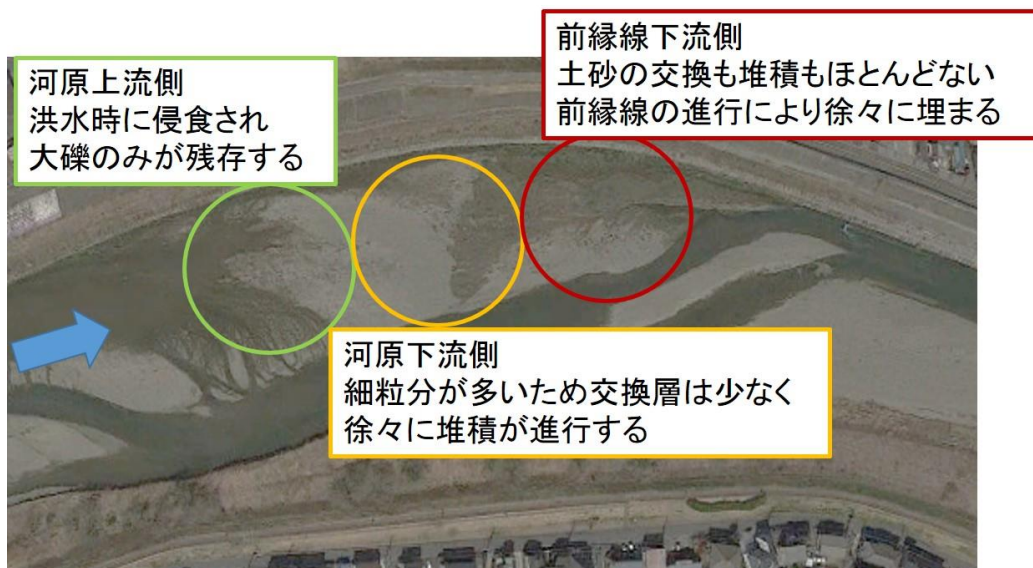 河原上流側
洪水時に侵食され
大礫のみが残存する
前縁線下流側
土砂の交換も堆積もほとんどない
前縁線の進行により徐々に埋まる
河原下流側
細粒分が多いため交換層は少なく
徐々に堆積が進行する